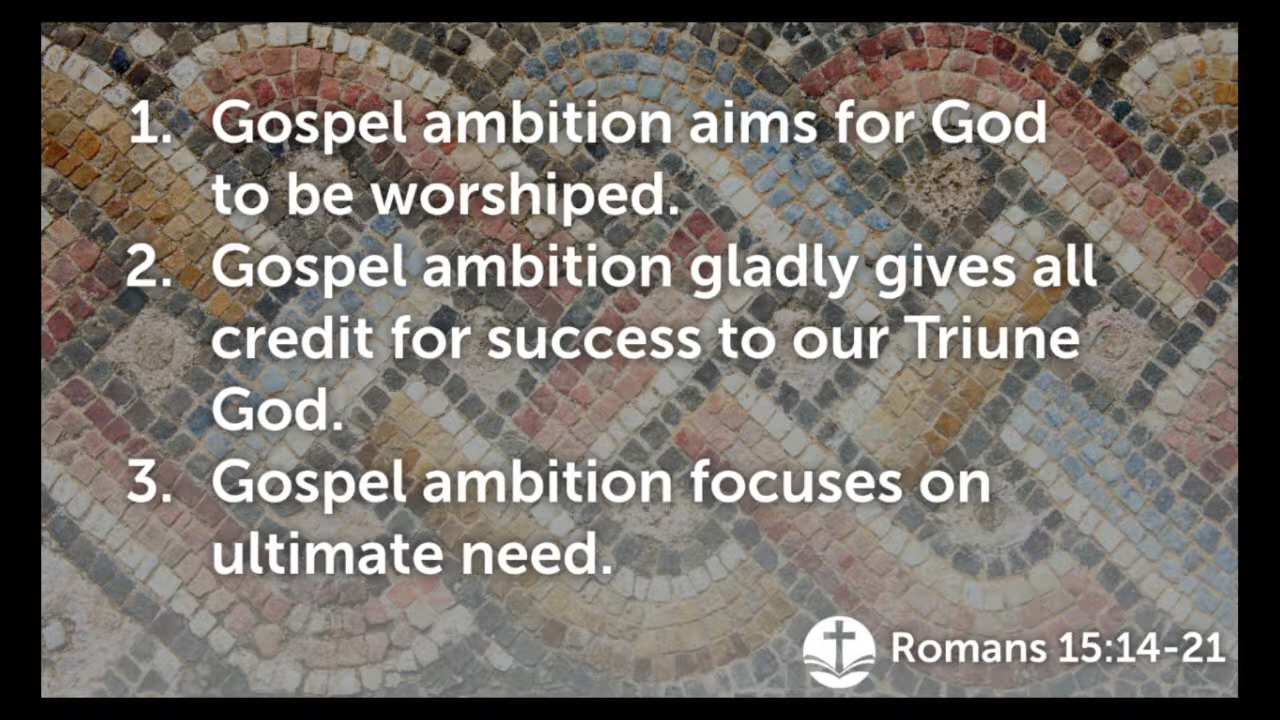 1. Gospel ambition aims for God
to be worshiped.
2. Gospel ambition gladly gives all
credit for success to our Triune
God.
3. Gospel ambition focuses on
ultimate need.
Romans 15:14-21